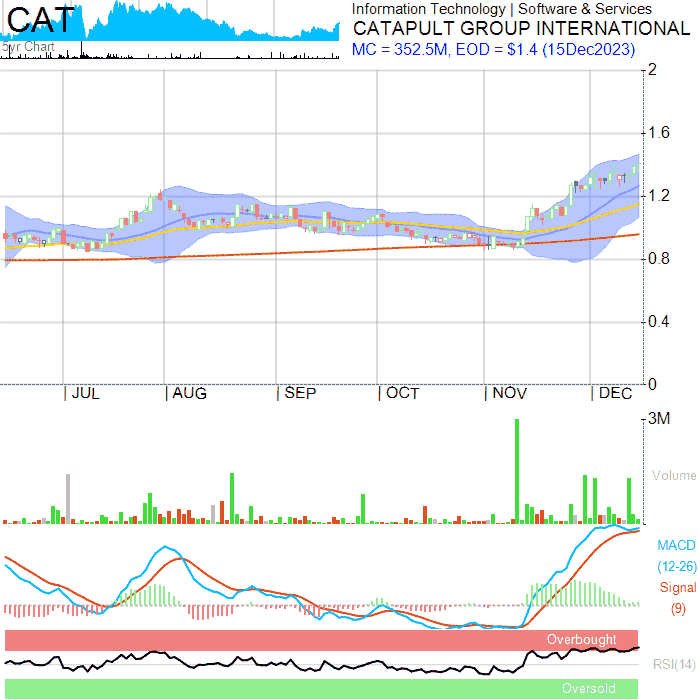 CAT
5yr Chart
Information Technology | Software & Services
CATAPULT GROUP INTERNATIONAL
MC = 352.5M, EOD = $1.4 (15Dec2023)
2
1.6
1.2
0.8
0.4
0
| JUL | AUG | SEP | OCT | NOV | DEC
3M
Volume
MACD
(12-26)
Signal
(9)
Overbought
RSI(14)
Oversold